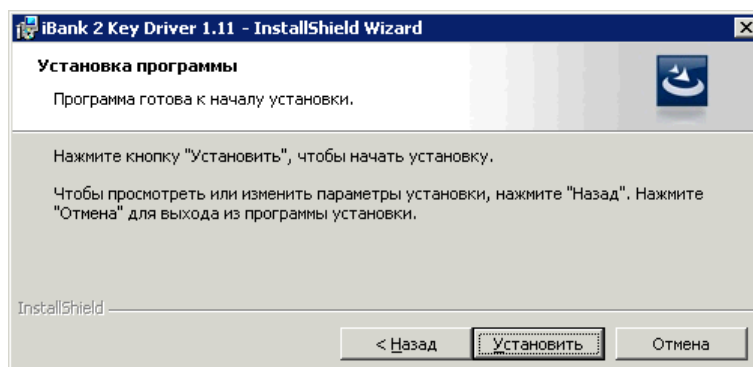 iBank 2 Key Driver 1.11 - InstallShield Wizard
Установка программы
Программа готова к началу установки.
Нажмите кнопку "Установить", чтобы начать установку.
Чтобы просмотреть или изменить параметры установки, нажмите "Назад". Нажмите
"Отмена" для выхода из программы установки.
InstallShield
< Назад Установить Отмена